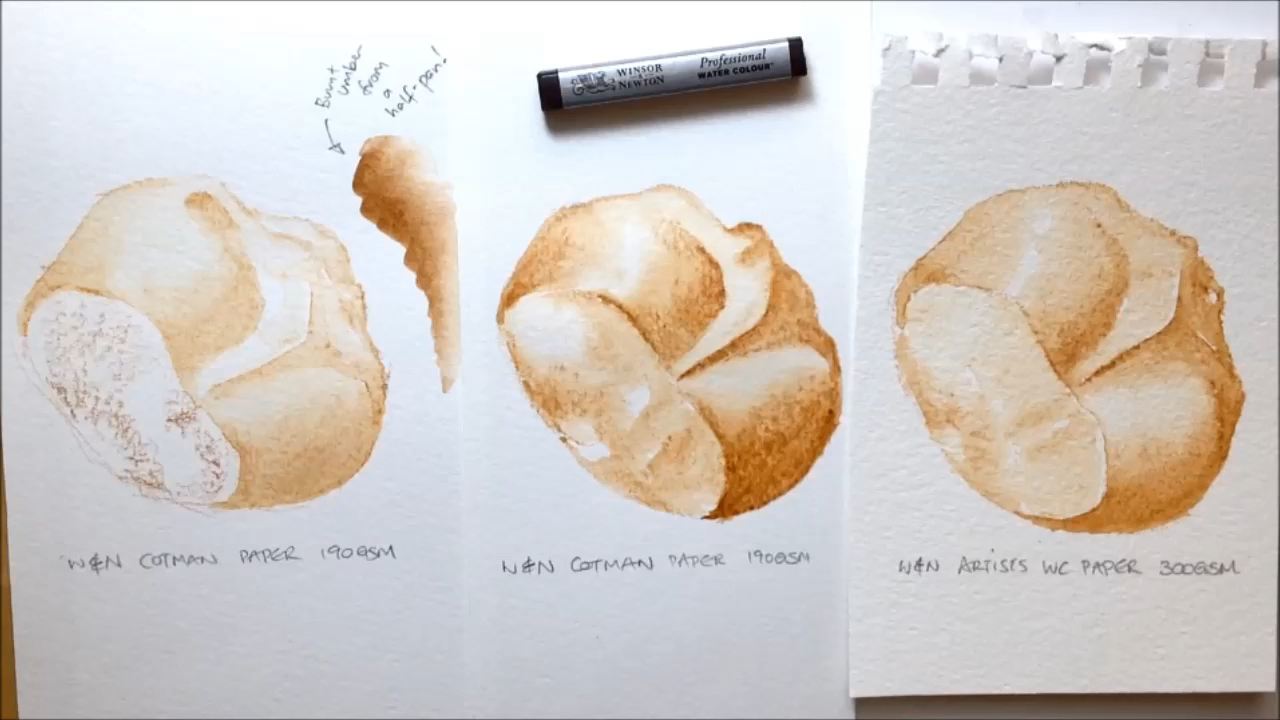 Burnt
umber
from
a
half-pan!
WINSOR
& NEWTON
Professional
WATER COLOUR
W&N COTMAN PAPER 190GSM
W&N COTMAN PAPER 190GSM
W&N ARTISTS WC PAPER 300GSM